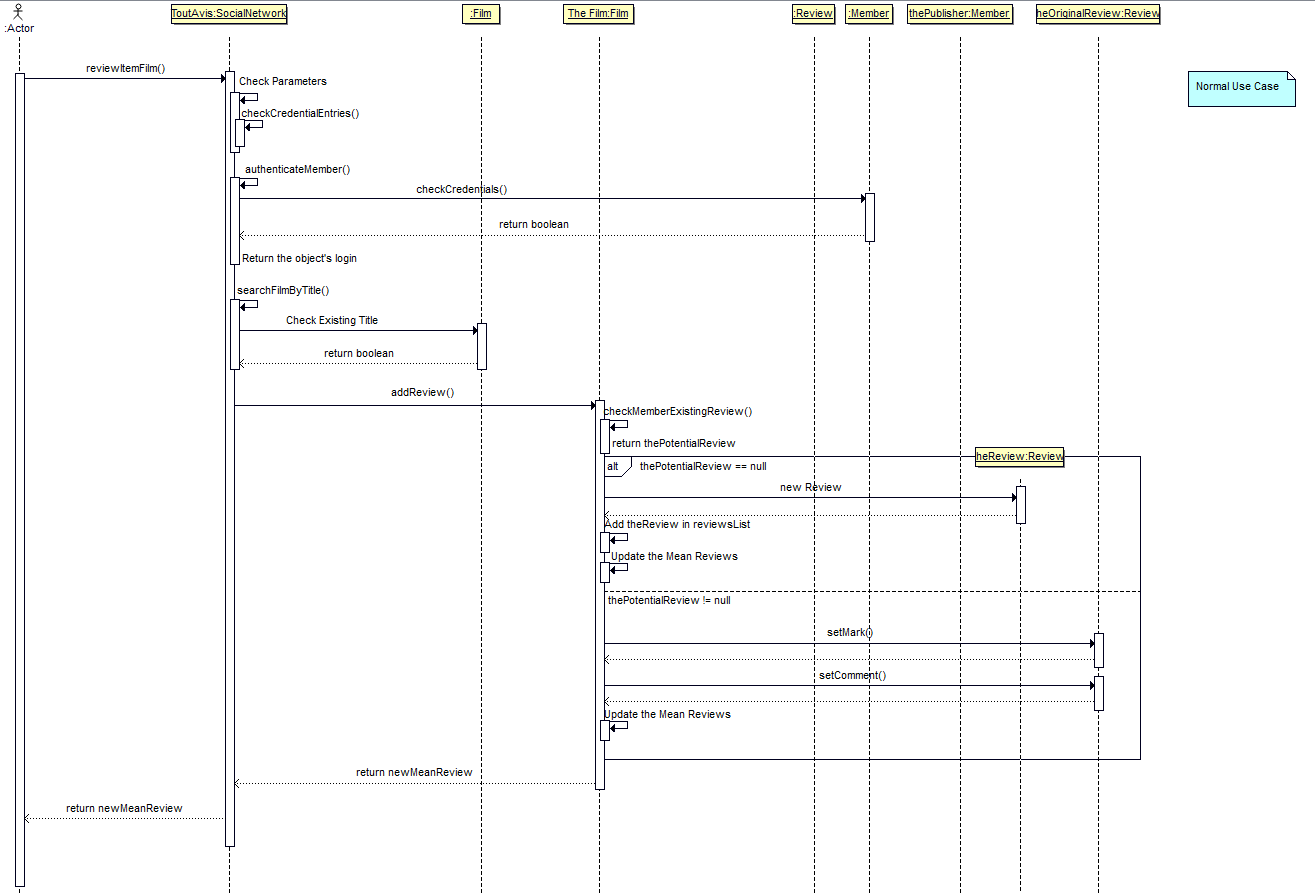 :Actor
ToutAvis:SocialNetwork
:Film
The Film:Film
:Review
:Member
thePublisher:Member
heOriginalReview:Review
reviewItemFilm()
Normal Use Case
Check Parameters
checkCredentialEntries()
authenticateMember()
checkCredentials()
return boolean
Return the object's login
searchFilmByTitle()
Check Existing Title
return boolean
addReview()
checkMemberExistingReview()
return thePotentialReview
heReview:Review
alt
thePotentialReview == null
new Review
Add theReview in reviewsList
Update the Mean Reviews
thePotentialReview != null
setMark()
setComment()
Update the Mean Reviews
return newMeanReview
return newMeanReview